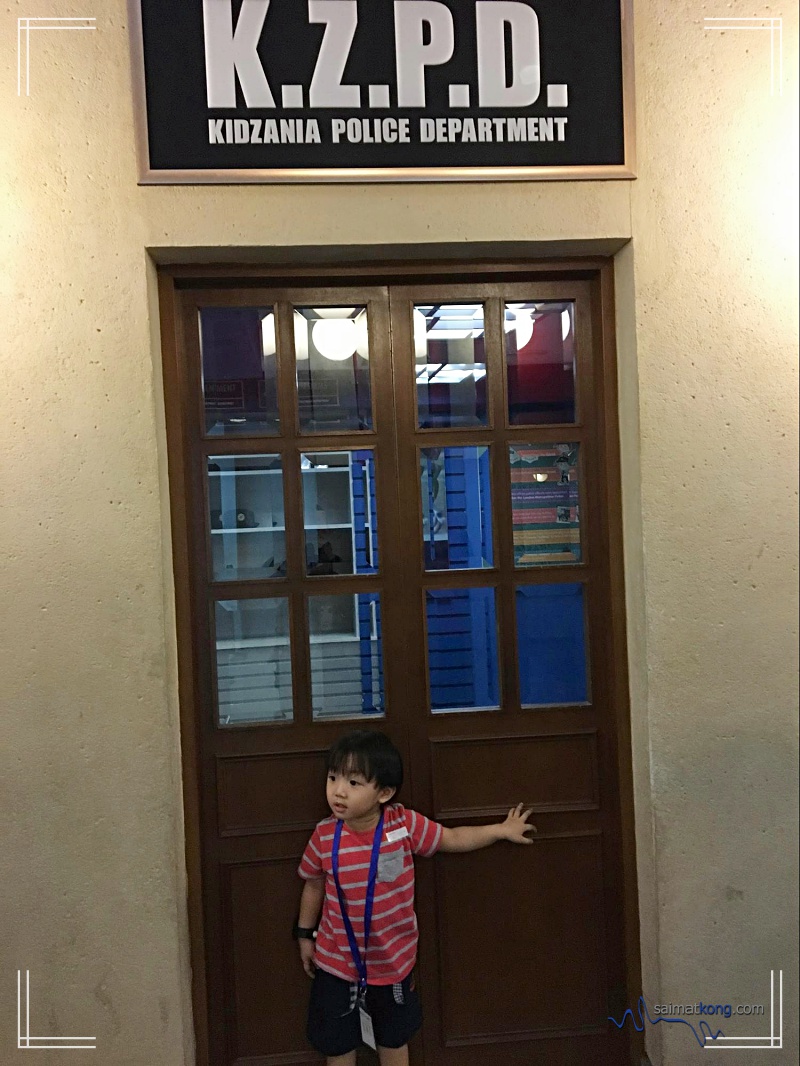 K.Z.P.D.
KIDZANIA POLICE DEPARTMENT
saimatkong.com